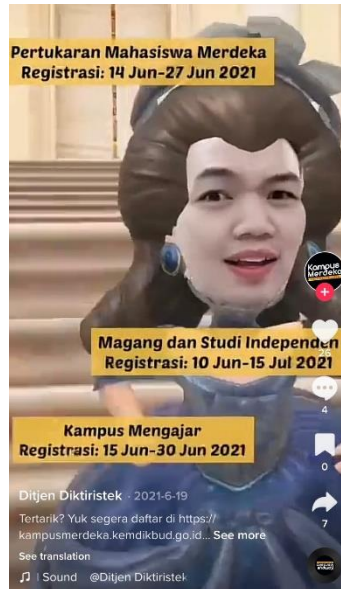 Pertukaran Mahasiswa Merdeka
Registrasi: 14 Jun-27 Jun 2021
Kampus
Merdeka
26
Magang dan Studi Independen
Registrasi: 10 Jun-15 Jul 2021
4
Kampus Mengajar
Registrasi: 15 Jun-30 Jun 2021
0
Ditjen Diktiristek · 2021-6-19
7
Tertarik? Yuk segera daftar di https://
kampusmerdeka.kemdikbud.go.id... See more
See translation
Sound @Ditjen Diktiristek